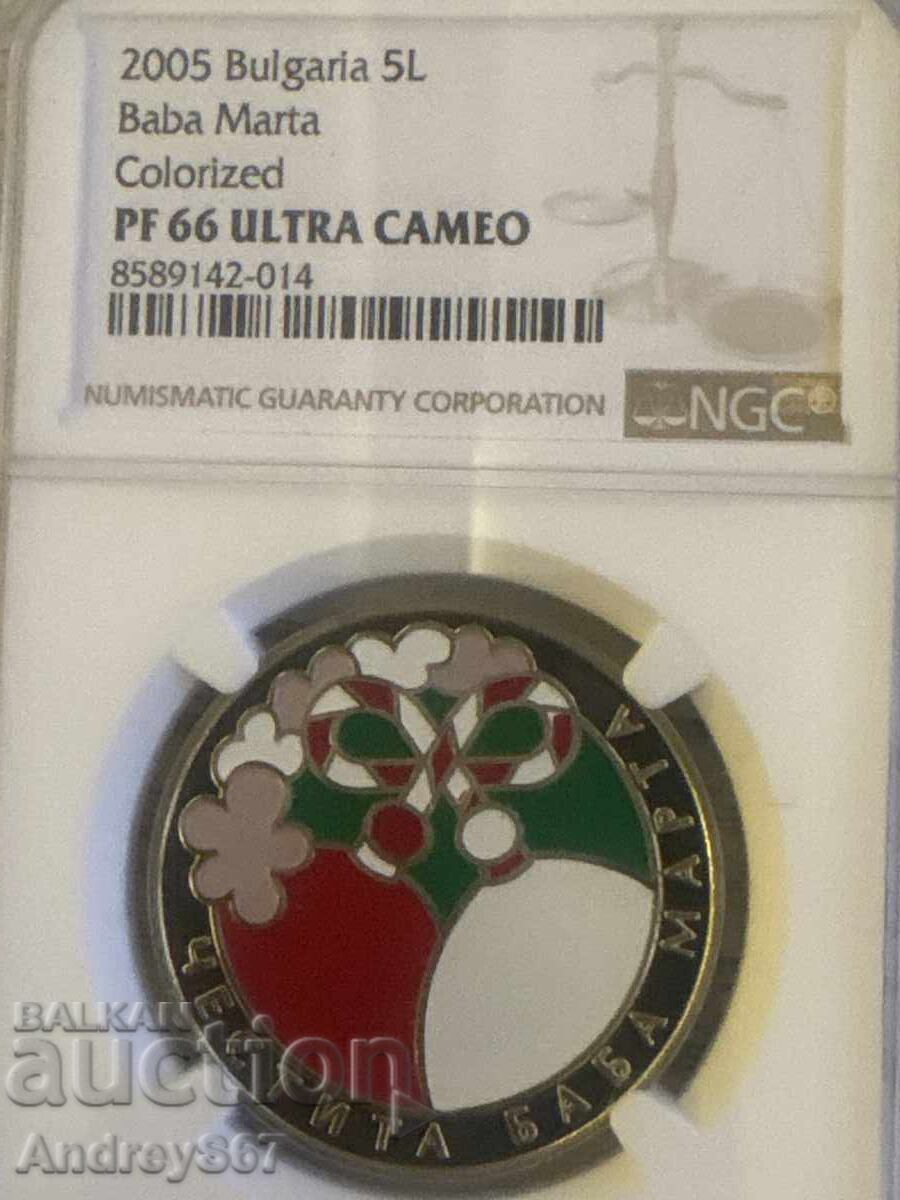 2005 Bulgaria 5L
Baba Marta
Colorized
PF 66 ULTRA CAMEO
8589142-014
NUMISMATIC GUARANTY CORPORATION
NGC
ЧЕСТИТА БАБА МАРТА
BALKAN
auction
Andrey867